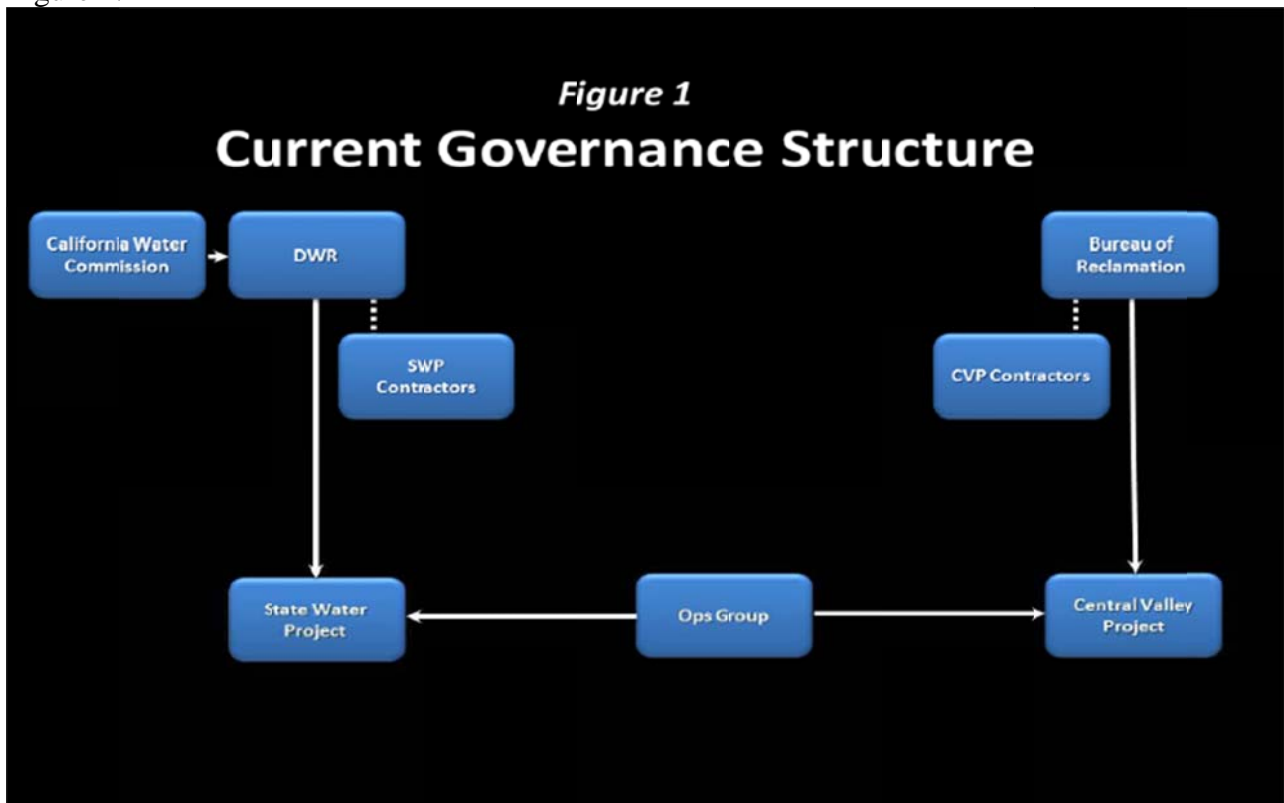 Figure 1
Current Governance Structure
California Water
Commission
DWR
Bureau of
Reclamation
SWP
Contractors
CVP Contractors
State Water
Project
Ops Group
Central Valley
Project